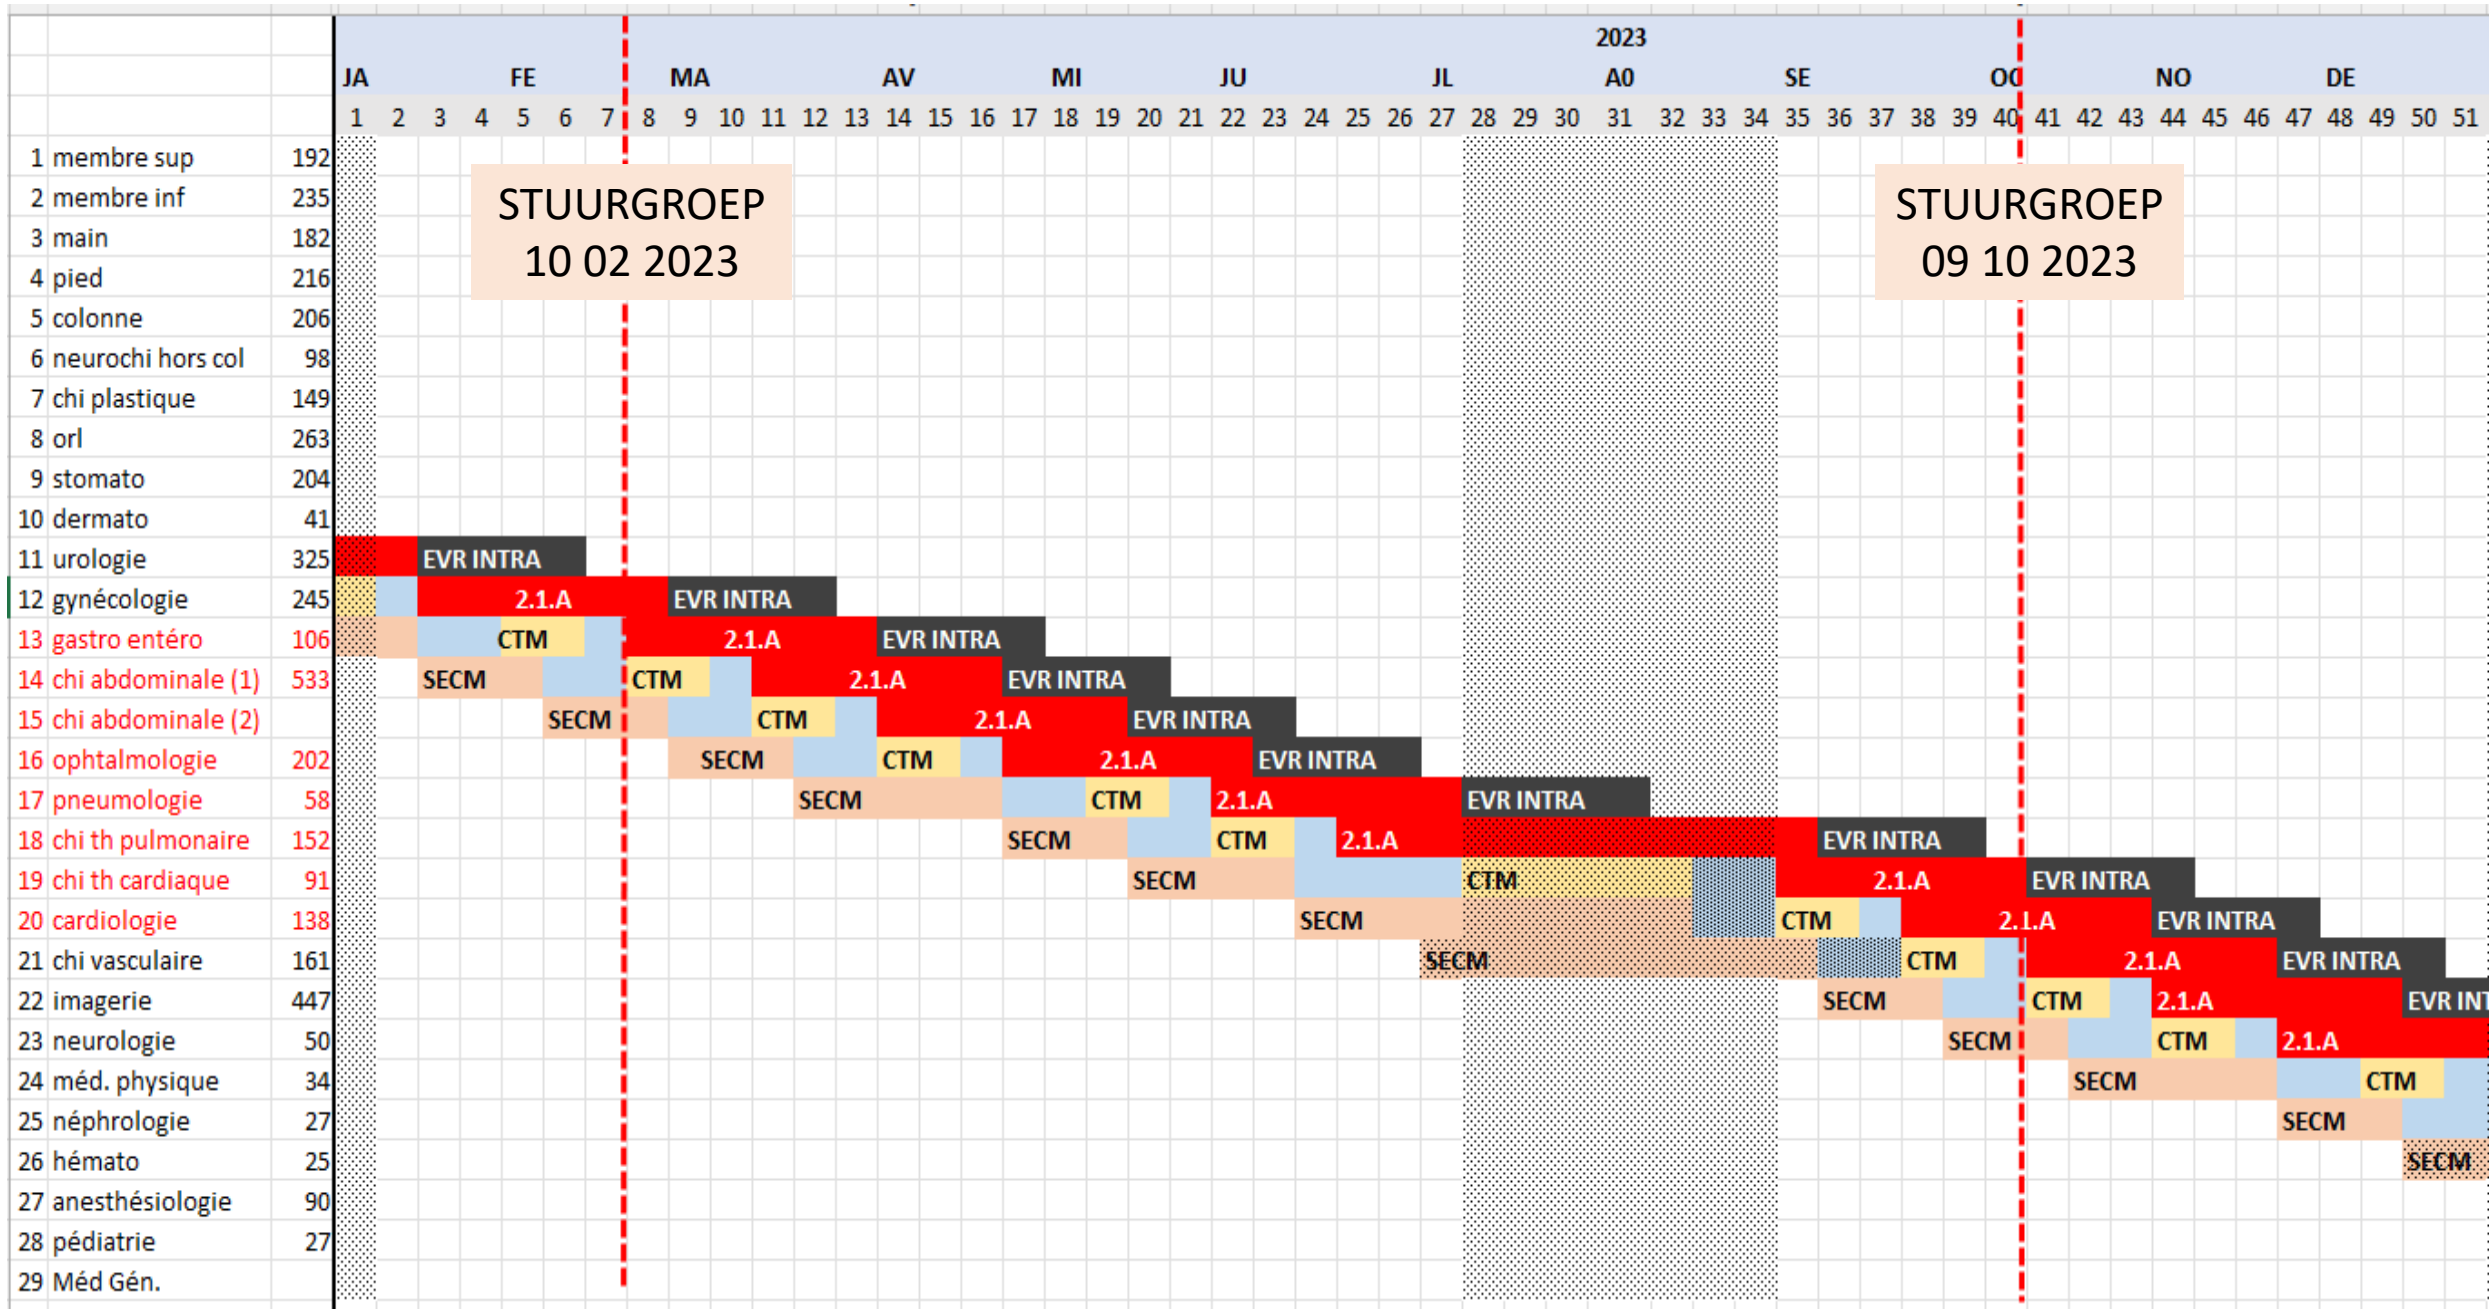 2023
JA FE MA AV MI JU JL A0 SE OC NO DE
1 2 3 4 5 6 7 8 9 10 11 12 13 14 15 16 17 18 19 20 21 22 23 24 25 26 27 28 29 30 31 32 33 34 35 36 37 38 39 40 41 42 43 44 45 46 47 48 49 50 51
1 membre sup 192
STUURGROEP
10 02 2023
STUURGROEP
09 10 2023
2 membre inf 235
3 main 182
4 pied 216
5 colonne 206
6 neurochi hors col 98
7 chi plastique 149
8 orl 263
9 stomato 204
10 dermato 41
11 urologie 325 EVR INTRA
12 gynécologie 245 2.1.A EVR INTRA
13 gastro entéro 106 CTM 2.1.A EVR INTRA
14 chi abdominale (1) 533 SECM CTM 2.1.A EVR INTRA
15 chi abdominale (2) SECM CTM 2.1.A EVR INTRA
16 ophtalmologie 202 SECM CTM 2.1.A EVR INTRA
17 pneumologie 58 SECM CTM 2.1.A EVR INTRA
18 chi th pulmonaire 152 SECM CTM 2.1.A EVR INTRA
19 chi th cardiaque 91 SECM CTM 2.1.A EVR INTRA
20 cardiologie 138 SECM CTM 2.1.A EVR INTRA
21 chi vasculaire 161 SECM CTM 2.1.A EVR INTRA
22 imagerie 447 SECM CTM 2.1.A EVR INT
23 neurologie 50 SECM CTM 2.1.A
24 méd. physique 34 SECM CTM
25 néphrologie 27 SECM
26 hémato 25 SECM
27 anesthésiologie 90
28 pédiatrie 27
29 Méd Gén.